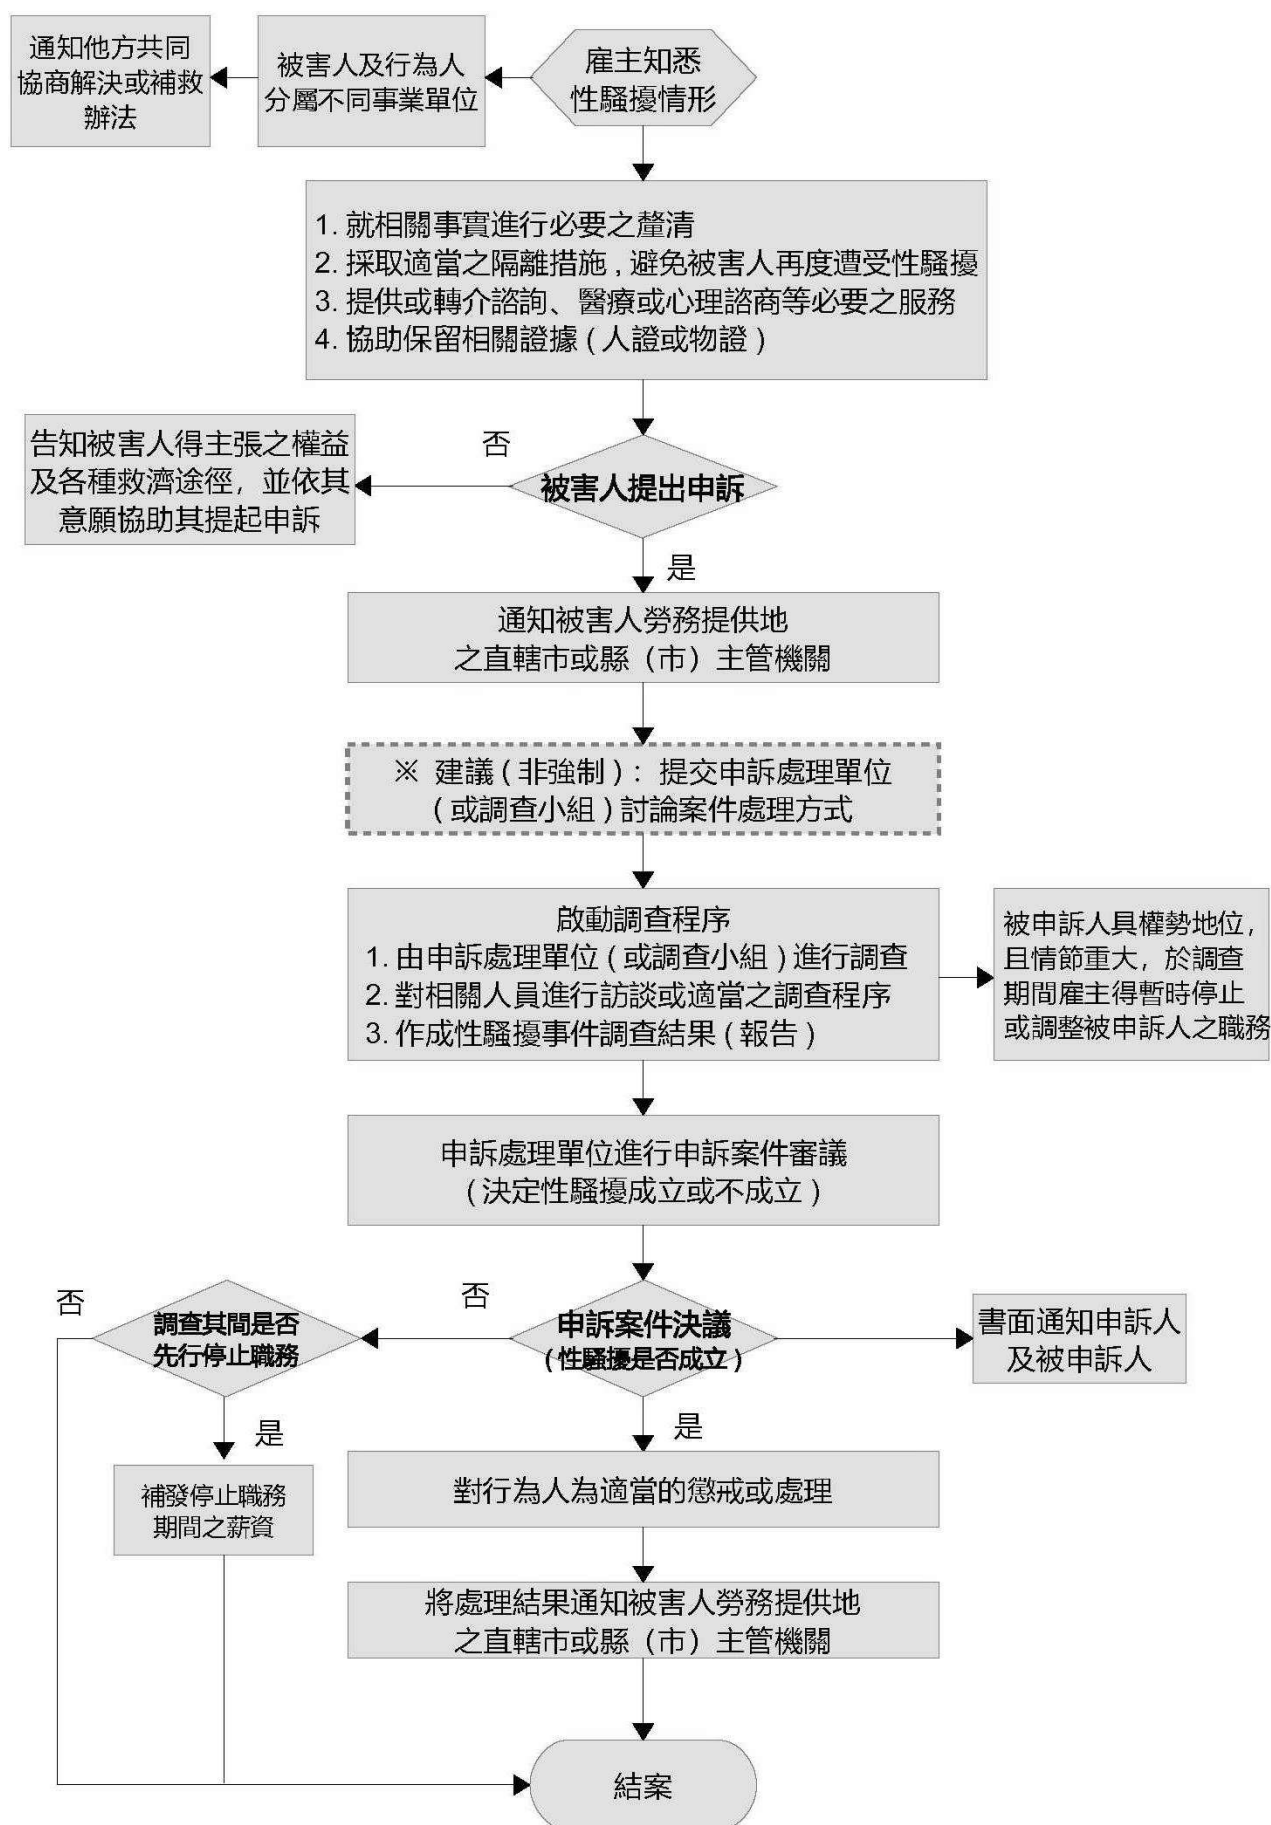 雇主知悉
性騷擾情形
被害人及行為人
分屬不同事業單位
通知他方共同
協商解決或補救
辦法
1. 就相關事實進行必要之釐清
2. 採取適當之隔離措施,避免被害人再度遭受性騷擾
3. 提供或轉介諮詢、醫療或心理諮商等必要之服務
4. 協助保留相關證據(人證或物證)
被害人提出申訴
否
告知被害人得主張之權益
及各種救濟途徑，並依其
意願協助其提起申訴
是
通知被害人勞務提供地
之直轄市或縣（市）主管機關
※ 建議(非強制)：提交申訴處理單位
(或調查小組)討論案件處理方式
啟動調查程序
1. 由申訴處理單位(或調查小組)進行調查
2. 對相關人員進行訪談或適當之調查程序
3. 作成性騷擾事件調查結果(報告)
被申訴人具權勢地位，
且情節重大，於調查
期間雇主得暫時停止
或調整被申訴人之職務
申訴處理單位進行申訴案件審議
(決定性騷擾成立或不成立)
申訴案件決議
(性騷擾是否成立)
書面通知申訴人
及被申訴人
否
調查其間是否
先行停止職務
否
是
補發停止職務
期間之薪資
是
對行為人為適當的懲戒或處理
將處理結果通知被害人勞務提供地
之直轄市或縣（市）主管機關
結案